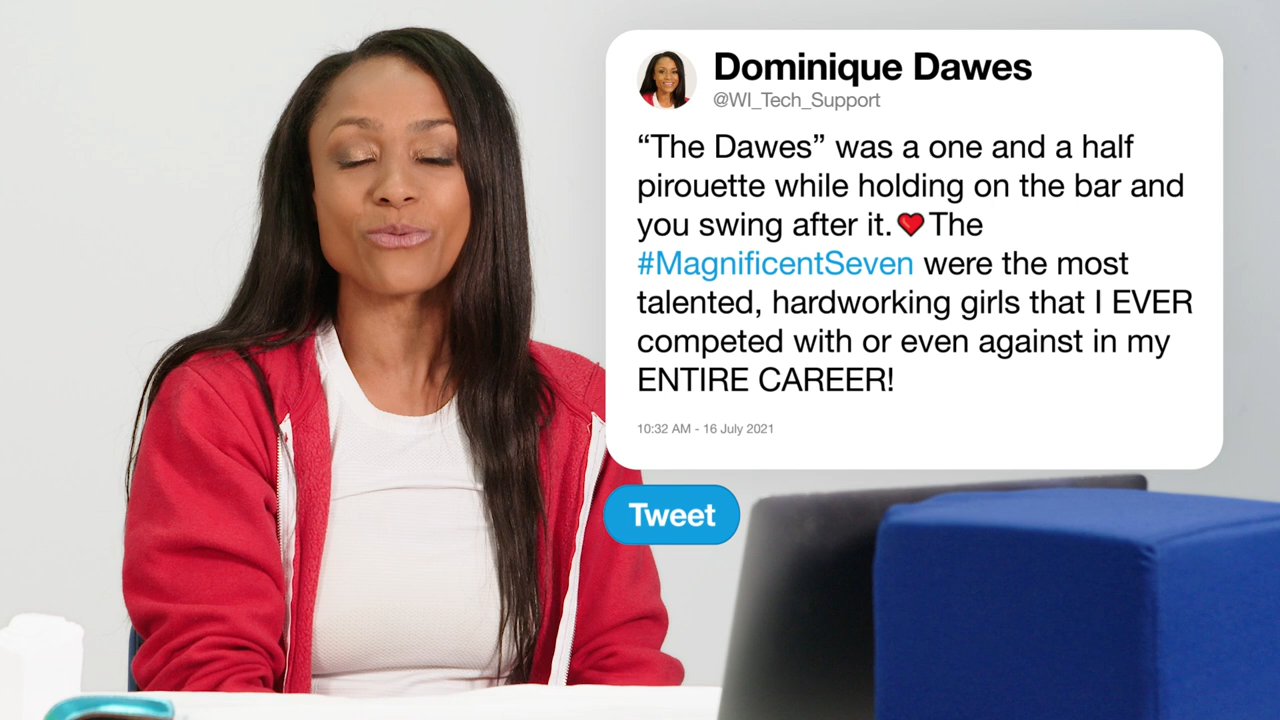 Dominique Dawes
@WI_Tech_Support
“The Dawes” was a one and a half
pirouette while holding on the bar and
you swing after it.❤️The
#MagnificentSeven were the most
talented, hardworking girls that I EVER
competed with or even against in my
ENTIRE CAREER!
10:32 AM - 16 July 2021
Tweet